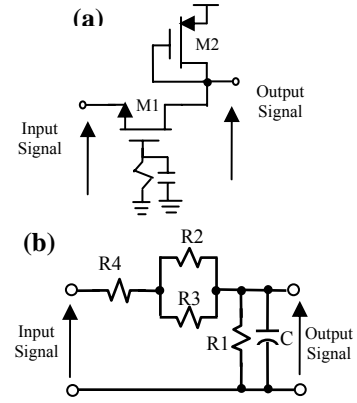 (a)
M2
M1
Output
Signal
Input
Signal
(b)
R2
R4
R3
Input
Signal
R1
C
Output
Signal